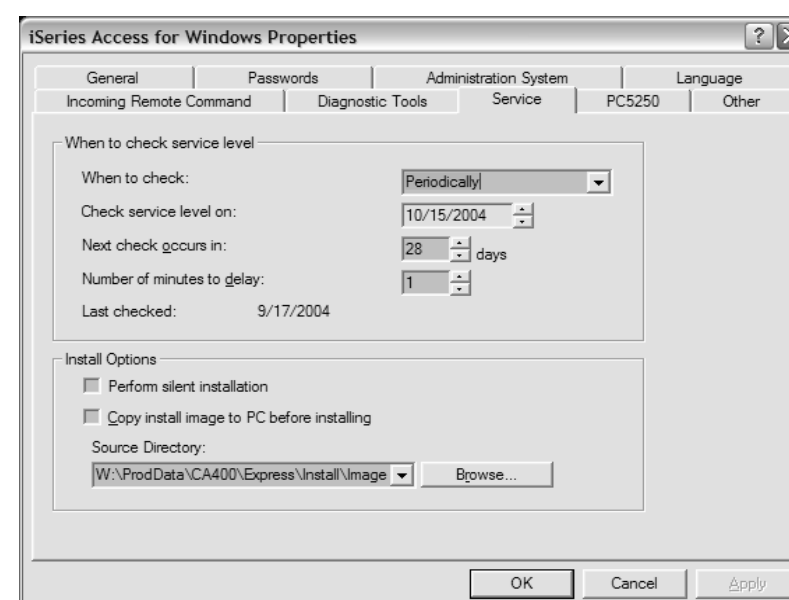 iSeries Access for Windows Properties
General Passwords Administration System Language
Incoming Remote Command Diagnostic Tools Service PC5250 Other
When to check service level
When to check: Periodically
Check service level on: 10/15/2004
Next check occurs in: 28 days
Number of minutes to delay: 1
Last checked: 9/17/2004
Install Options
Perform silent installation
Copy install image to PC before installing
Source Directory:
W:\ProdData\CA400\Express\Install\Image Browse...
OK Cancel Apply